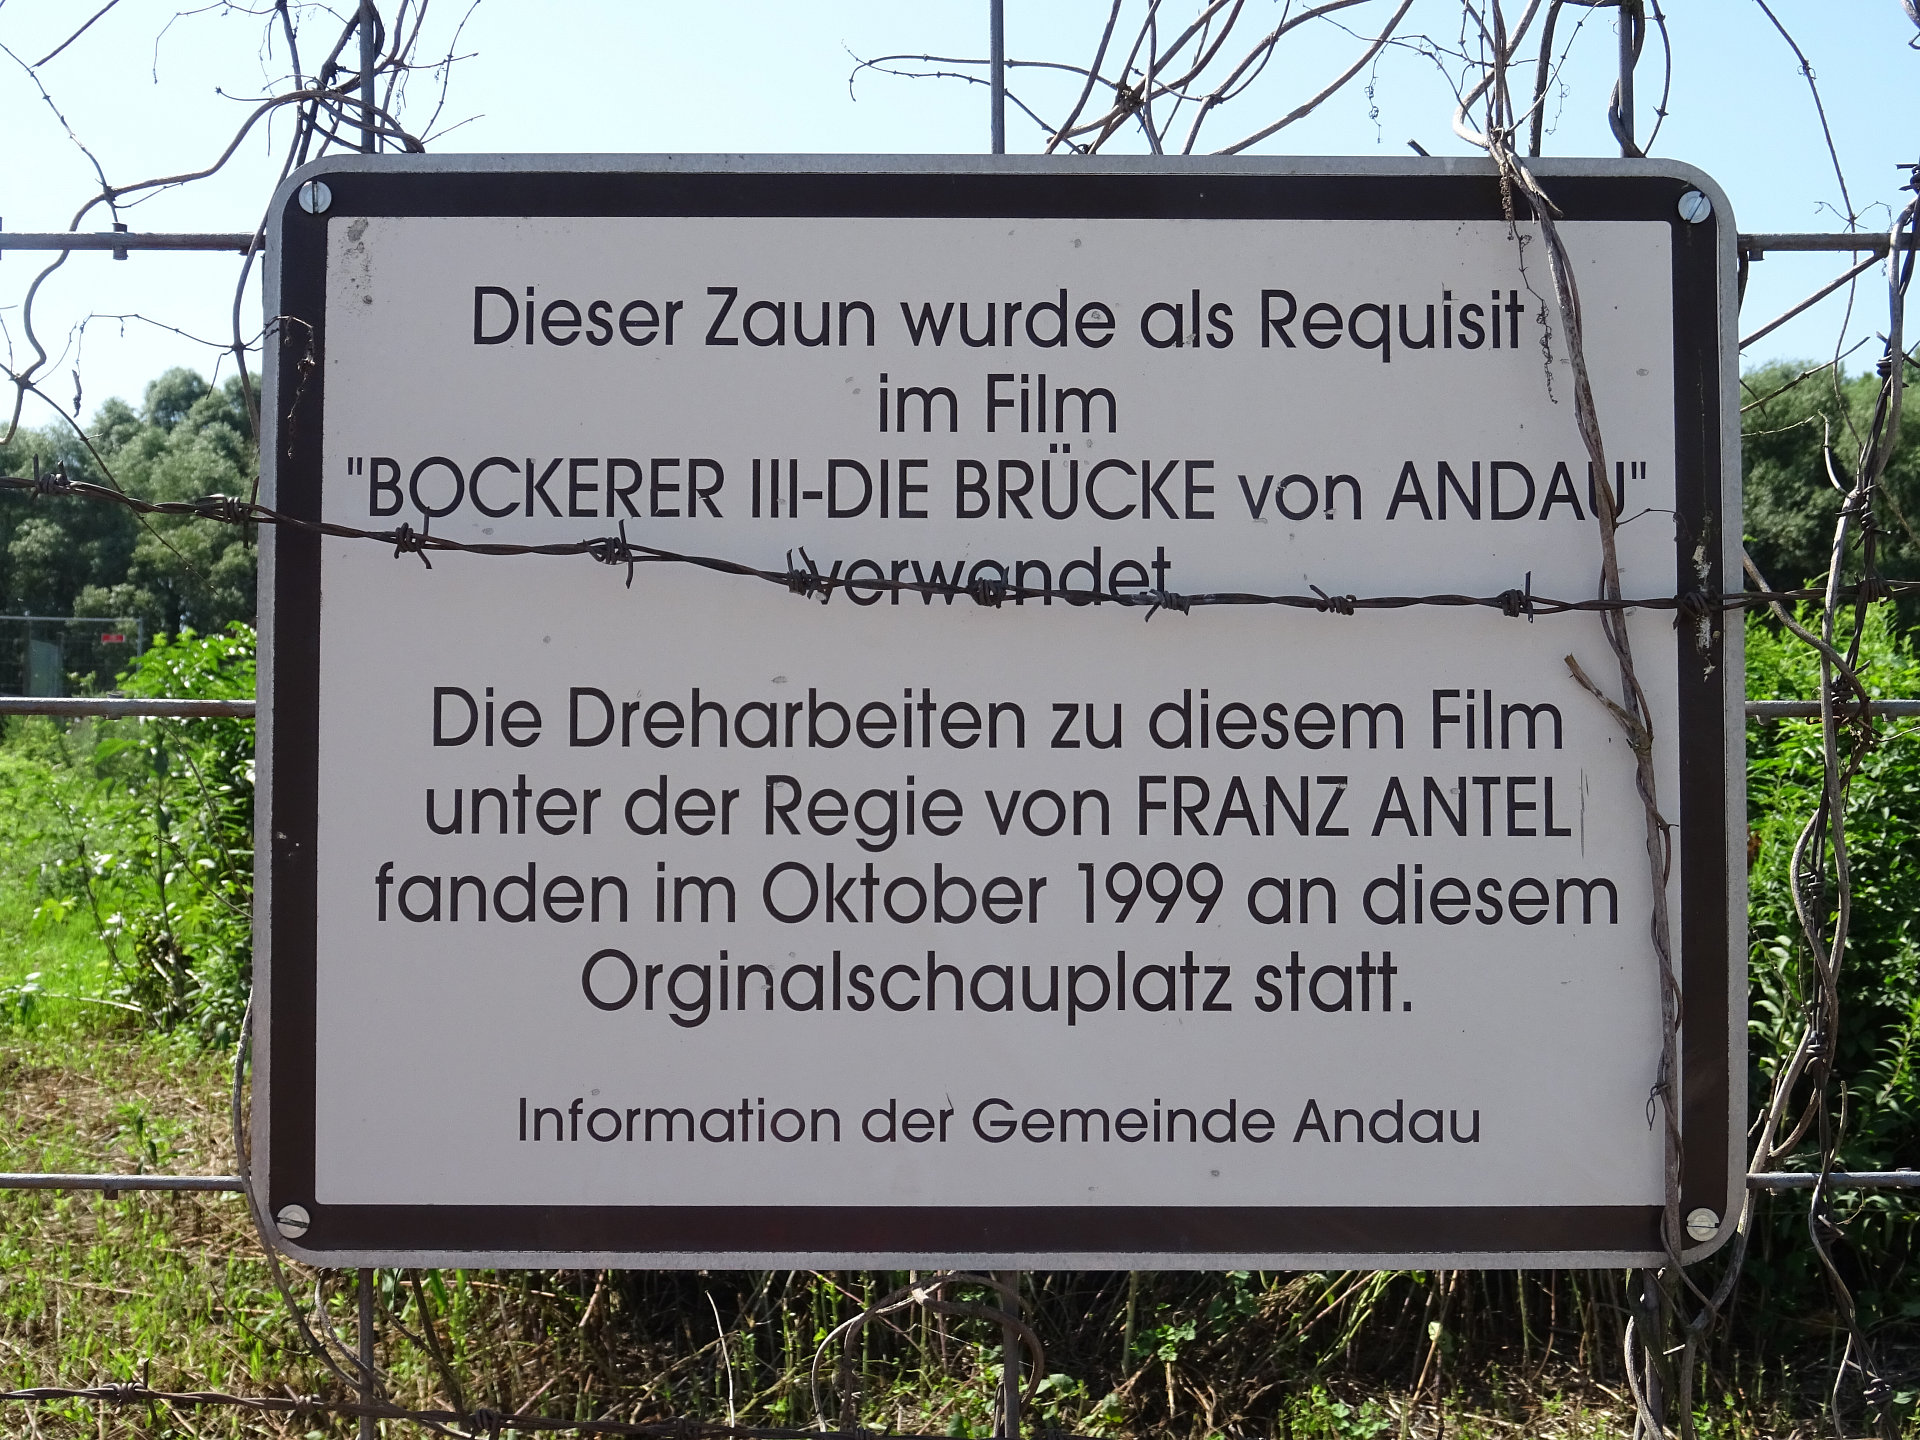 Dieser Zaun wurde als Requisit
im Film
"BOCKERER III-DIE BRÜCKE von ANDAU"
verwendet
Die Dreharbeiten zu diesem Film
unter der Regie von FRANZ ANTEL
fanden im Oktober 1999 an diesem
Orginalschauplatz statt.
Information der Gemeinde Andau